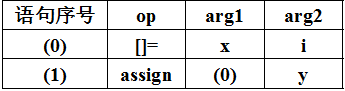 语句序号 op arg1 arg2
(0) []= x i
(1) assign (0) y